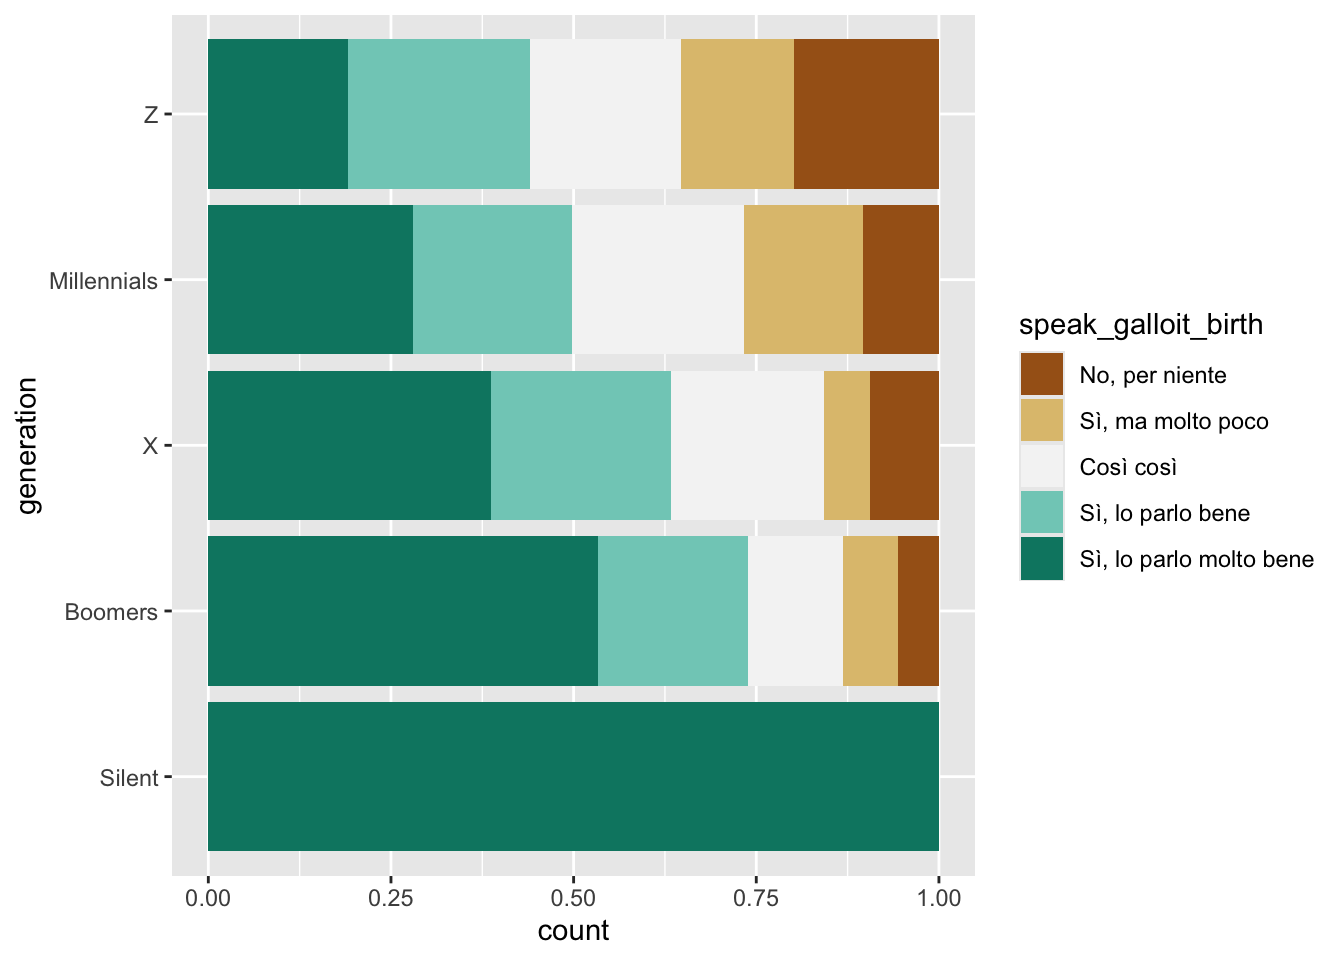 generation
Z
Millennials
X
Boomers
Silent
0.00 0.25 0.50 0.75 1.00
count
speak_galloit_birth
No, per niente
Sì, ma molto poco
Così così
Sì, lo parlo bene
Sì, lo parlo molto bene